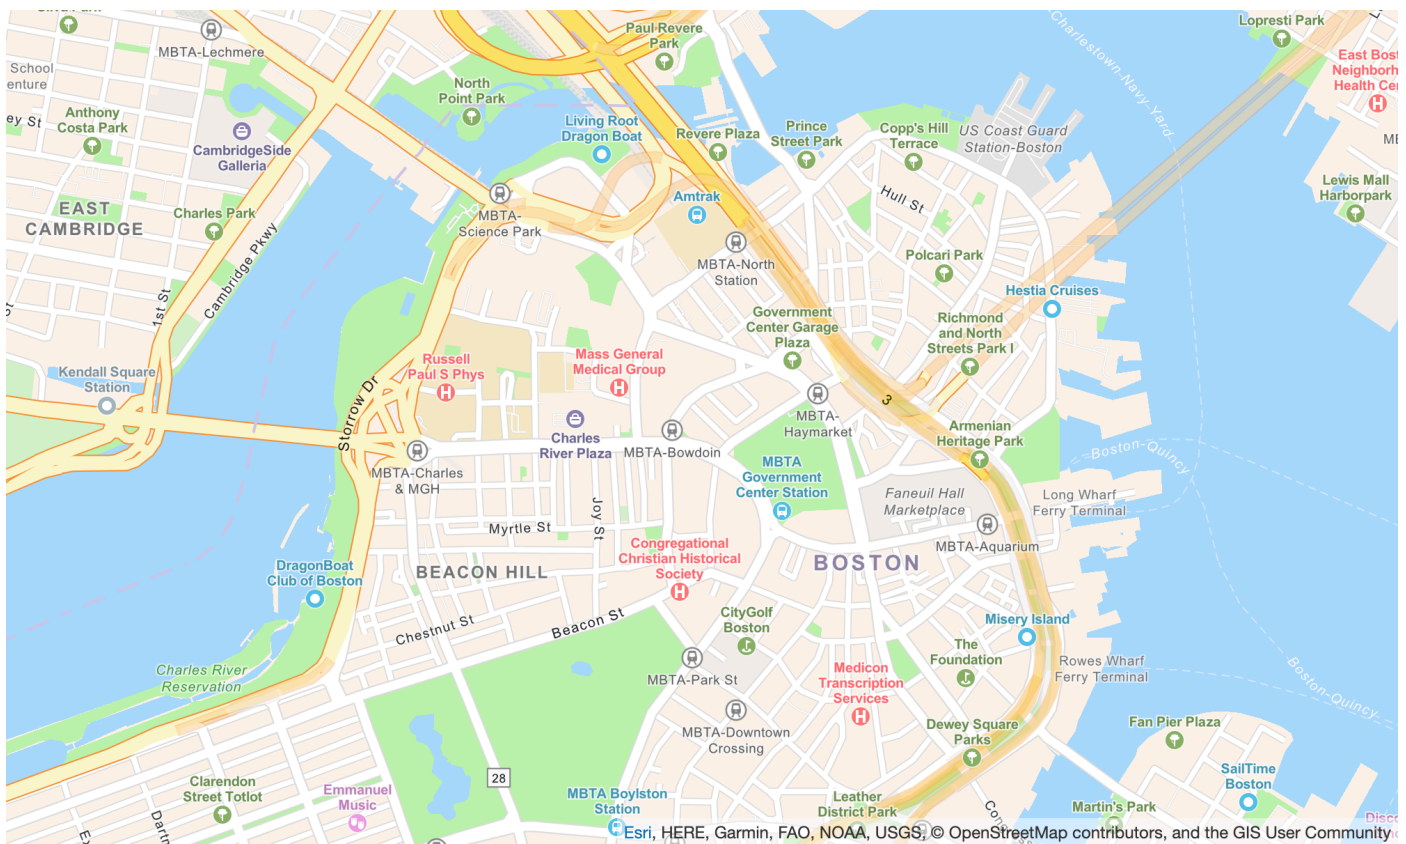 MBTA-Lechmere
Paul Revere
Park
Lopresti Park
East Bost
Neighborh
Health Cen
School
enture
North
Point Park
Charlestown-Navy-Yard
Anthony
Costa Park
ey St
Living Root
Dragon Boat
Revere Plaza
Prince
Street Park
Copp's Hill
Terrace
US Coast Guard
Station-Boston
CambridgeSide
Galleria
Lewis Mall
Harborpark
EAST
CAMBRIDGE
Charles Park
MBTA-
Science Park
Amtrak
Hull St
Cambridge Pkwy
1st St
MBTA-North
Station
Polcari Park
Hestia Cruises
Government
Center Garage
Plaza
Richmond
and North
Streets Park I
Kendall Square
Station
Russell
Paul S Phys
Mass General
Medical Group
Storrow Dr
3
MBTA-
Haymarket
Charles
River Plaza
MBTA-Bowdoin
Armenian
Heritage Park
Boston-Quincy
MBTA-Charles
& MGH
MBTA
Government
Center Station
Faneuil Hall
Marketplace
Long Wharf
Ferry Terminal
Joy St
Myrtle St
MBTA-Aquarium
Congregational
Christian Historical
Society
BOSTON
DragonBoat
Club of Boston
BEACON HILL
Chestnut St
Beacon St
CityGolf
Boston
Misery Island
The
Foundation
Charles River
Reservation
MBTA-Park St
Medicon
Transcription
Services
Rowes Wharf
Ferry Terminal
Boston-Quincy
MBTA-Downtown
Crossing
Dewey Square
Parks
Fan Pier Plaza
28
Clarendon
Street Totlot
Emmanuel
Music
MBTA Boylston
Station
Leather
District Park
SailTime
Boston
Martin's Park
Esri, HERE, Garmin, FAO, NOAA, USGS, © OpenStreetMap contributors, and the GIS User Community